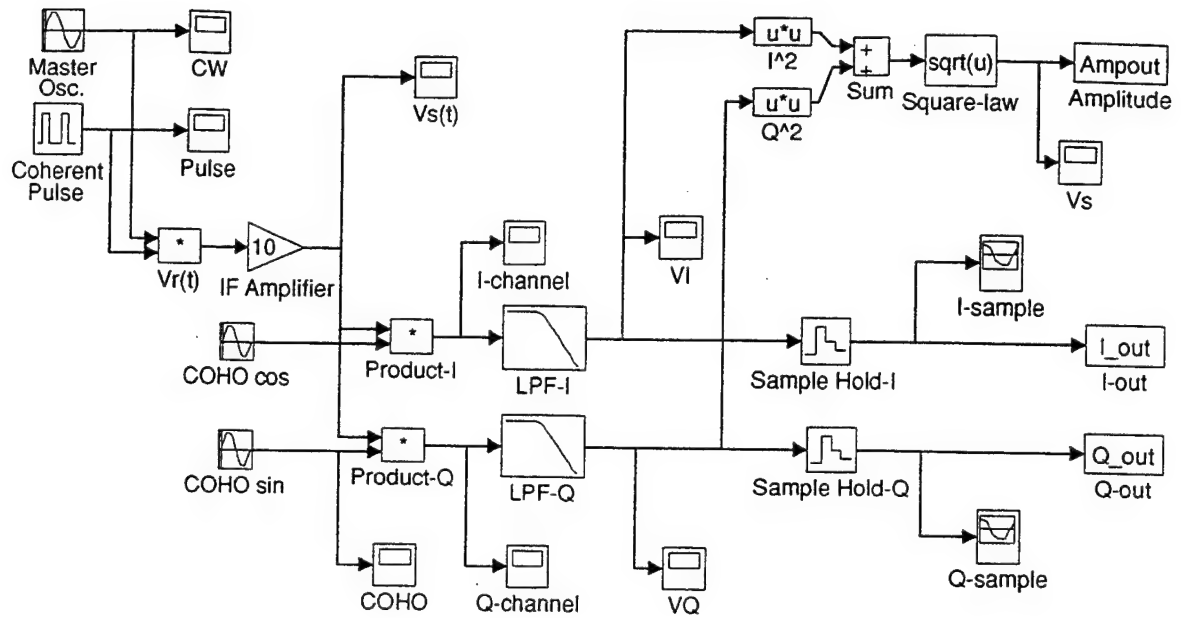 Master
Osc.
CW
Coherent
Pulse
Pulse
*
Vr(t)
10
IF Amplifier
Vs(t)
u*u
I^2
u*u
Q^2
+
+
Sum
sqrt(u)
Square-law
Ampout
Amplitude
Vs
I-channel
VI
I-sample
COHO cos
*
Product-I
LPF-I
Sample Hold-I
I_out
I-out
COHO sin
*
Product-Q
LPF-Q
Sample Hold-Q
Q_out
Q-out
COHO
Q-channel
VQ
Q-sample